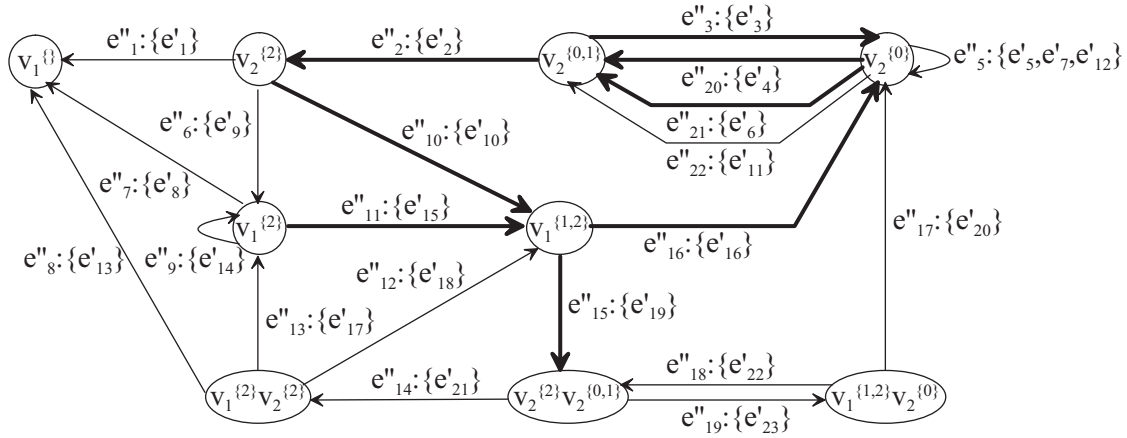 e''₃:{e'₃}
e''₁:{e'₁}
e''₂:{e'₂}
v₁^{}
v₂^{2}
v₂^{0,1}
v₂^{0}
e''₅:{e'₅,e'₇,e'₁₂}
e''₂₀:{e'₄}
e''₆:{e'₉}
e''₁₀:{e'₁₀}
e''₂₁:{e'₆}
e''₂₂:{e'₁₁}
e''₇:{e'₈}
e''₁₁:{e'₁₅}
v₁^{2}
v₁^{1,2}
e''₁₇:{e'₂₀}
e''₁₆:{e'₁₆}
e''₈:{e'₁₃}
e''₉:{e'₁₄}
e''₁₂:{e'₁₈}
e''₁₅:{e'₁₉}
e''₁₃:{e'₁₇}
e''₁₄:{e'₂₁}
e''₁₈:{e'₂₂}
v₁^{2}v₂^{2}
v₂^{2}v₂^{0,1}
v₁^{1,2}v₂^{0}
e''₁₉:{e'₂₃}